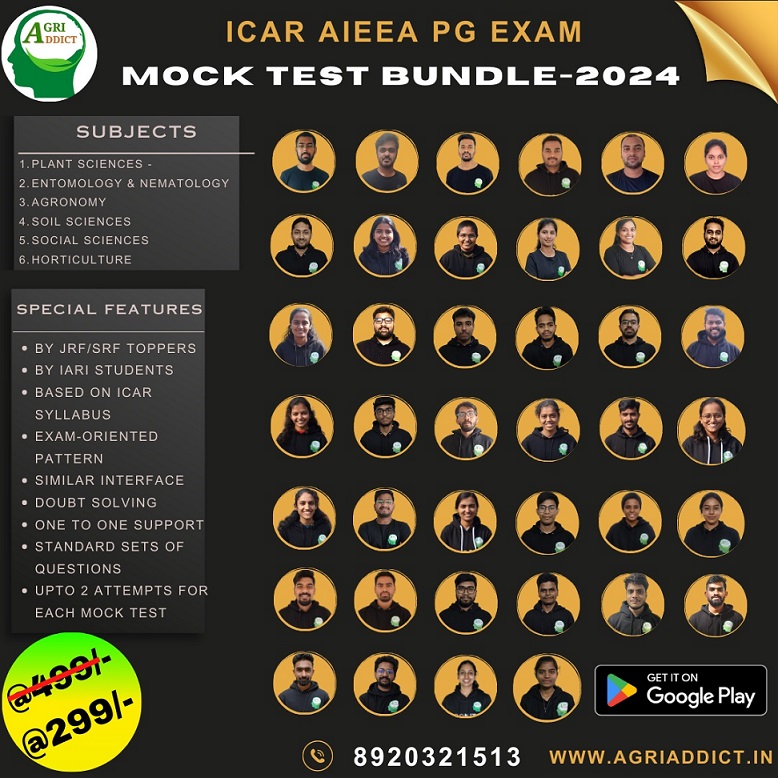 AGRI
ADDICT
ICAR AIEEA PG EXAM
MOCK TEST BUNDLE-2024
SUBJECTS
1. PLANT SCIENCES -
2. ENTOMOLOGY & NEMATOLOGY
3. AGRONOMY
4. SOIL SCIENCES
5. SOCIAL SCIENCES
6. HORTICULTURE
SPECIAL FEATURES
• BY JRF/SRF TOPPERS
• BY IARI STUDENTS
• BASED ON ICAR
SYLLABUS
• EXAM-ORIENTED
PATTERN
• SIMILAR INTERFACE
• DOUBT SOLVING
• ONE TO ONE SUPPORT
• STANDARD SETS OF
QUESTIONS
• UPTO 2 ATTEMPTS FOR
EACH MOCK TEST
@499/-
@299/-
GET IT ON
Google Play
8920321513
WWW.AGRIADDICT.IN